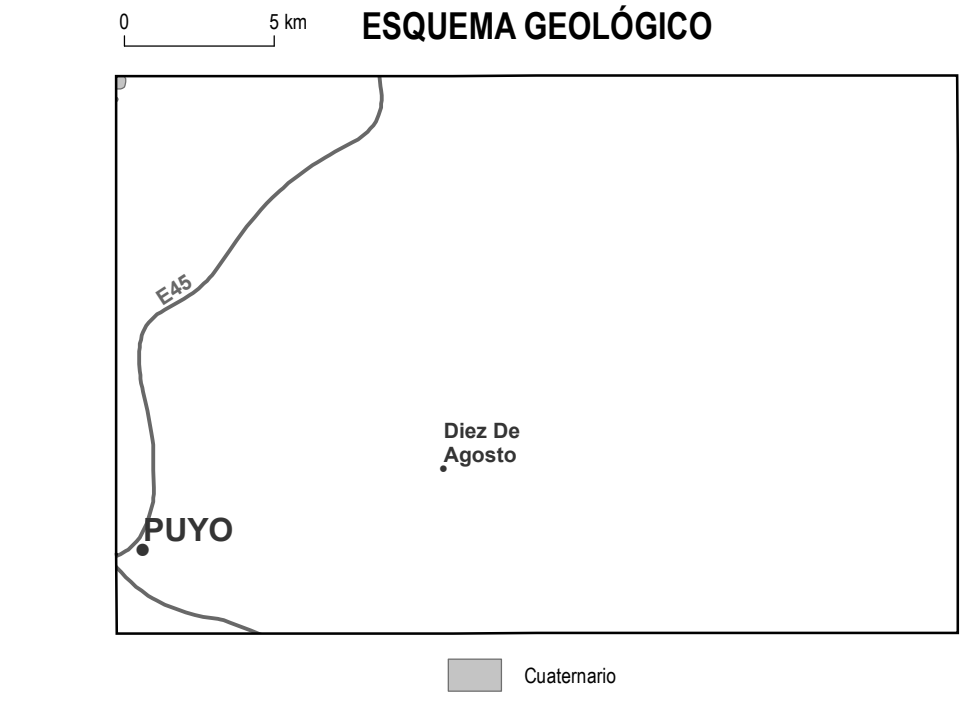 0 5 km
ESQUEMA GEOLÓGICO
E45
Diez De
Agosto
PUYO
Cuaternario